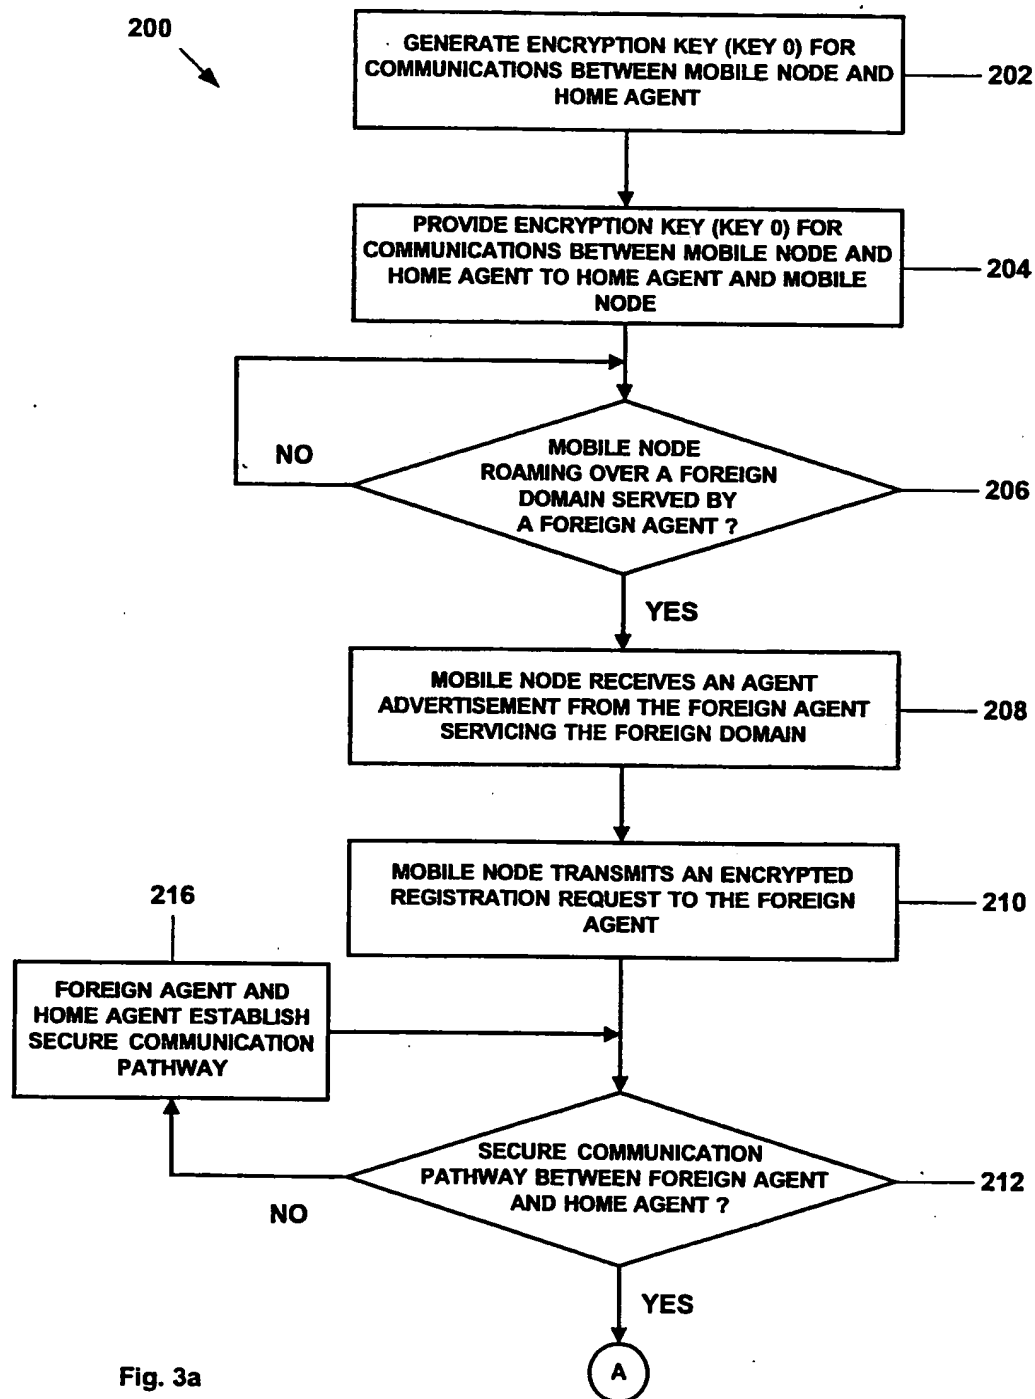 200
GENERATE ENCRYPTION KEY (KEY 0) FOR
COMMUNICATIONS BETWEEN MOBILE NODE AND
HOME AGENT
202
PROVIDE ENCRYPTION KEY (KEY 0) FOR
COMMUNICATIONS BETWEEN MOBILE NODE AND
HOME AGENT TO HOME AGENT AND MOBILE
NODE
204
NO
MOBILE NODE
ROAMING OVER A FOREIGN
DOMAIN SERVED BY
A FOREIGN AGENT ?
206
YES
MOBILE NODE RECEIVES AN AGENT
ADVERTISEMENT FROM THE FOREIGN AGENT
SERVICING THE FOREIGN DOMAIN
208
MOBILE NODE TRANSMITS AN ENCRYPTED
REGISTRATION REQUEST TO THE FOREIGN
AGENT
210
216
FOREIGN AGENT AND
HOME AGENT ESTABLISH
SECURE COMMUNICATION
PATHWAY
SECURE COMMUNICATION
PATHWAY BETWEEN FOREIGN AGENT
AND HOME AGENT ?
212
NO
YES
A
Fig. 3a